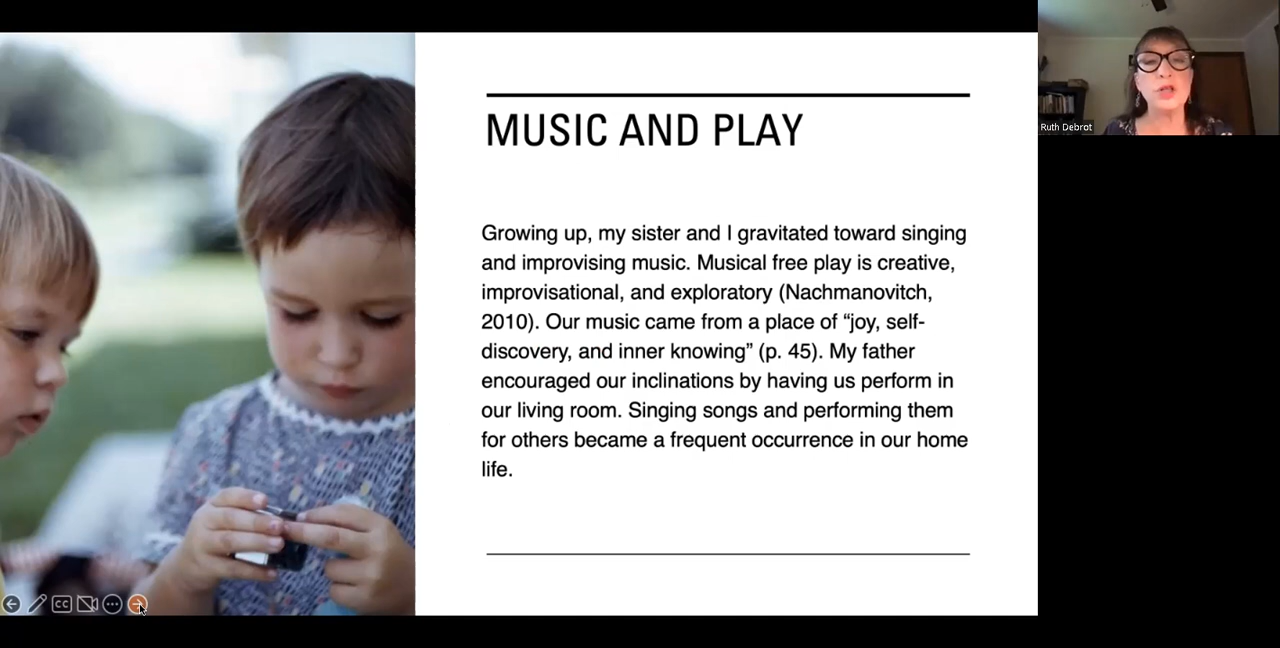 MUSIC AND PLAY
Growing up, my sister and I gravitated toward singing
and improvising music. Musical free play is creative,
improvisational, and exploratory (Nachmanovitch,
2010). Our music came from a place of “joy, self-
discovery, and inner knowing” (p. 45). My father
encouraged our inclinations by having us perform in
our living room. Singing songs and performing them
for others became a frequent occurrence in our home
life.
Ruth Debrot
CC